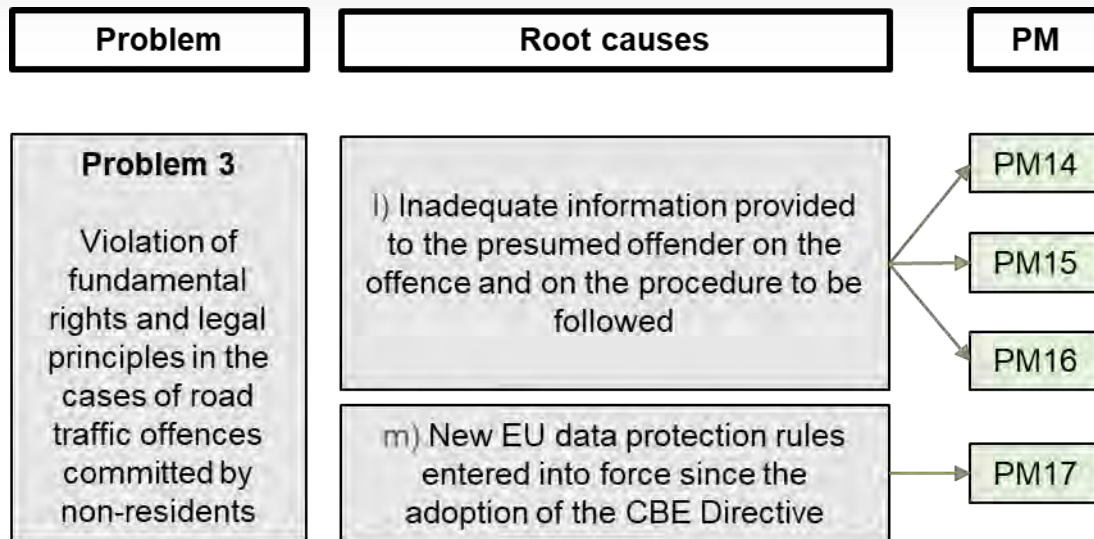 Problem
Root causes
PM
Problem 3
Violation of
fundamental
rights and legal
principles in the
cases of road
traffic offences
committed by
non-residents
l) Inadequate information provided
to the presumed offender on the
offence and on the procedure to be
followed
m) New EU data protection rules
entered into force since the
adoption of the CBE Directive
PM14
PM15
PM16
PM17